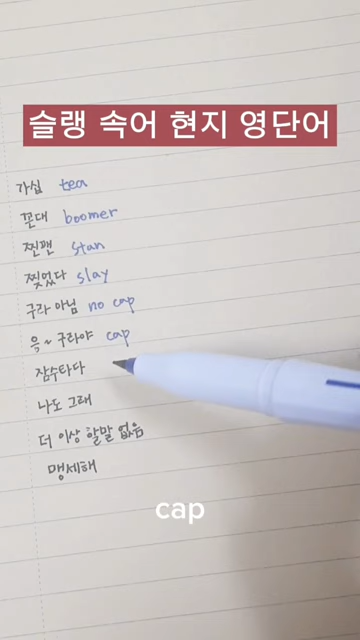 슬랭 속어 현지 영단어
가십 tea
꼰대 boomer
찐팬 stan
찢었다 slay
구라 아님 no cap
윽~구라야 cap
잠수타다
나도 그래
더 이상 할말 없음
맹세해
cap